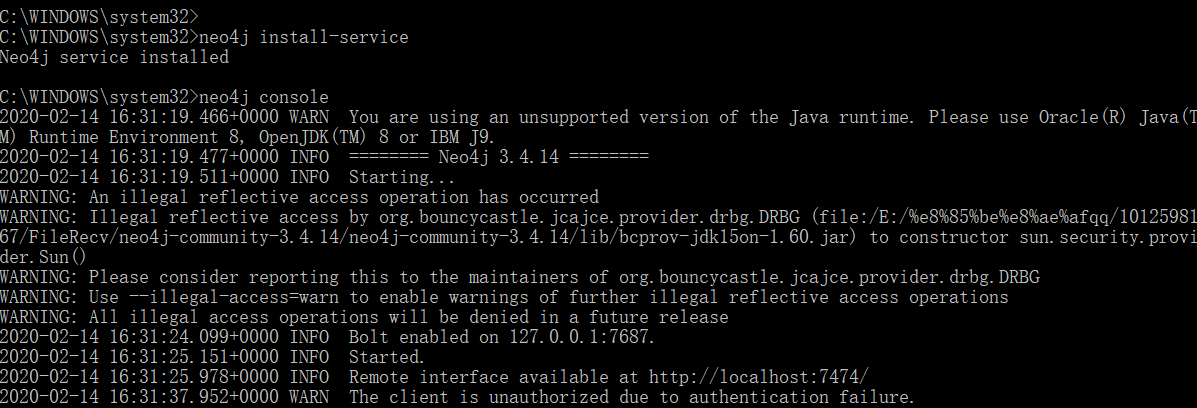 C:\WINDOWS\system32>
C:\WINDOWS\system32>neo4j install-service
Neo4j service installed
C:\WINDOWS\system32>neo4j console
2020-02-14 16:31:19.466+0000 WARN  You are using an unsupported version of the Java runtime. Please use Oracle(R) Java(T
M) Runtime Environment 8, OpenJDK(TM) 8 or IBM J9.
2020-02-14 16:31:19.477+0000 INFO  ======== Neo4j 3.4.14 ========
2020-02-14 16:31:19.511+0000 INFO  Starting...
WARNING: An illegal reflective access operation has occurred
WARNING: Illegal reflective access by org.bouncycastle.jcajce.provider.drbg.DRBG (file:/E:/%e8%85%be%e8%ae%afqq/10125981
67/FileRecv/neo4j-community-3.4.14/neo4j-community-3.4.14/lib/bcprov-jdk15on-1.60.jar) to constructor sun.security.provi
der.Sun()
WARNING: Please consider reporting this to the maintainers of org.bouncycastle.jcajce.provider.drbg.DRBG
WARNING: Use --illegal-access=warn to enable warnings of further illegal reflective access operations
WARNING: All illegal access operations will be denied in a future release
2020-02-14 16:31:24.099+0000 INFO  Bolt enabled on 127.0.0.1:7687.
2020-02-14 16:31:25.151+0000 INFO  Started.
2020-02-14 16:31:25.978+0000 INFO  Remote interface available at http://localhost:7474/
2020-02-14 16:31:37.952+0000 WARN  The client is unauthorized due to authentication failure.